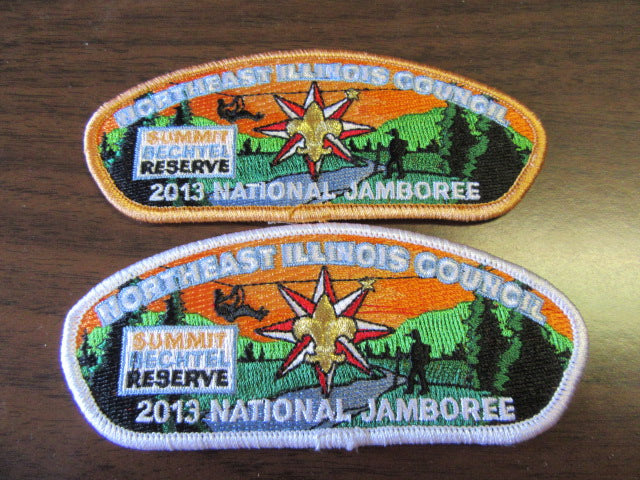 NORTHEAST ILLINOIS COUNCIL
SUMMIT
BECHTEL
RESERVE
2013 NATIONAL JAMBOREE
NORTHEAST ILLINOIS COUNCIL
SUMMIT
BECHTEL
RESERVE
2013 NATIONAL JAMBOREE